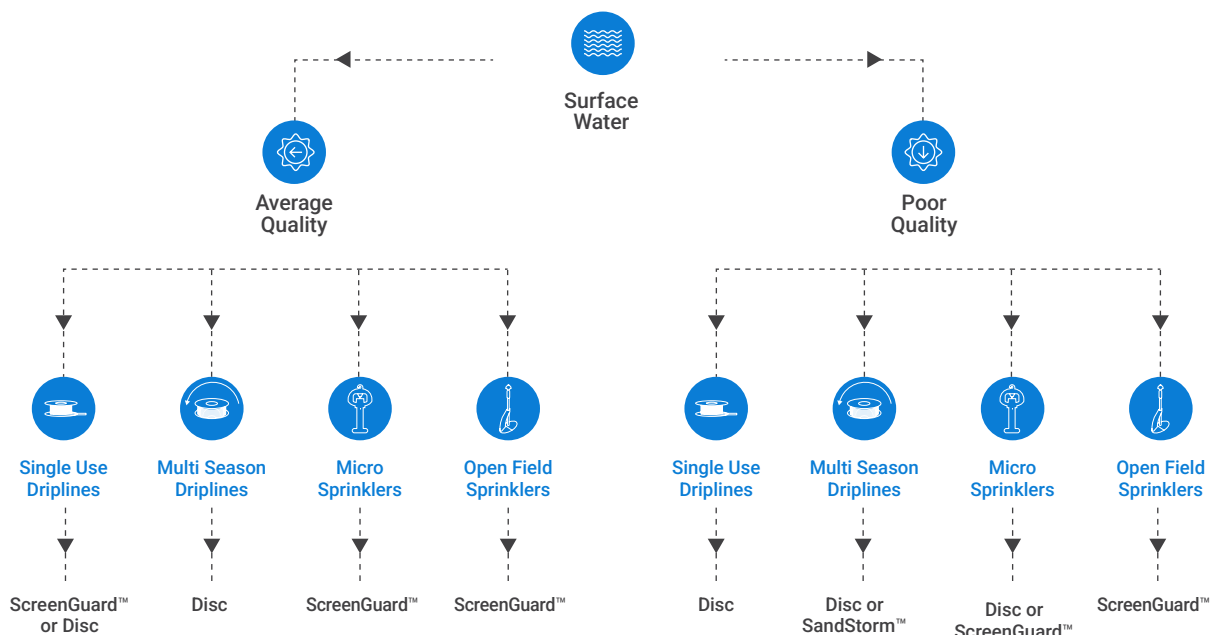 Surface
Water
Average
Quality
Poor
Quality
Single Use
Driplines
Multi Season
Driplines
Micro
Sprinklers
Open Field
Sprinklers
Single Use
Driplines
Multi Season
Driplines
Micro
Sprinklers
Open Field
Sprinklers
ScreenGuard™
or Disc
Disc
ScreenGuard™
ScreenGuard™
Disc
Disc or
SandStorm™
Disc or
ScreenGuard™
ScreenGuard™